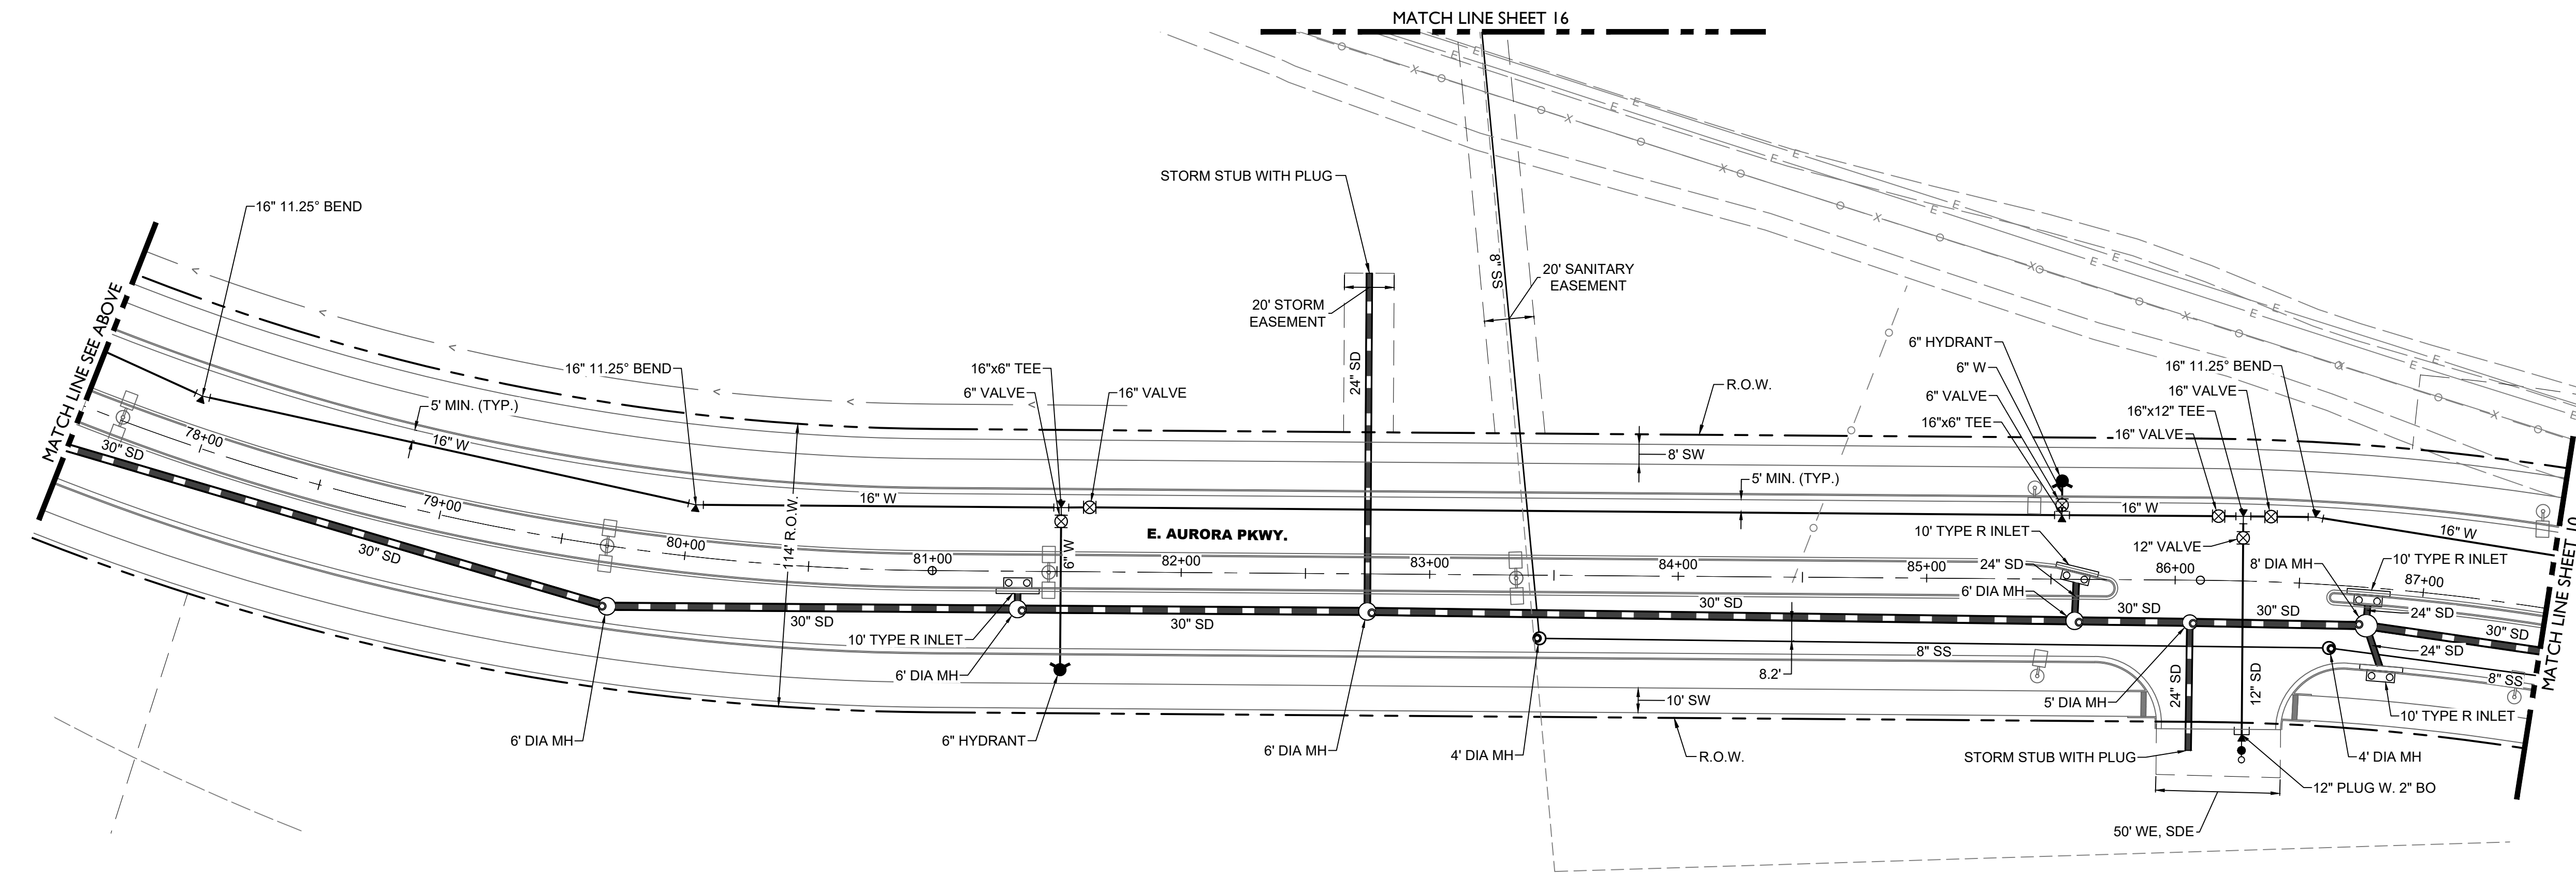 MATCH LINE SHEET 16
STORM STUB WITH PLUG
16" 11.25° BEND
8" SS
20' SANITARY
EASEMENT
20' STORM
EASEMENT
24" SD
MATCH LINE SEE ABOVE
16" 11.25° BEND
16"x6" TEE
6" VALVE
16" VALVE
5' MIN. (TYP.)
6" HYDRANT
6" W
6" VALVE
16"x6" TEE
R.O.W.
16" 11.25° BEND
16" VALVE
16"x12" TEE
16" VALVE
78+00
30" SD
16" W
8' SW
5' MIN. (TYP.)
79+00
16" W
16" W
16" W
114' R.O.W.
E. AURORA PKWY.
6" W
10' TYPE R INLET
12" VALVE
80+00
81+00
82+00
83+00
84+00
85+00
24" SD
86+00
8' DIA MH
10' TYPE R INLET
87+00
30" SD
6' DIA MH
30" SD
30" SD
30" SD
30" SD
30" SD
24" SD
30" SD
10' TYPE R INLET
8" SS
24" SD
6' DIA MH
8.2'
8" SS
10' SW
5' DIA MH
24" SD
12" SD
10' TYPE R INLET
6' DIA MH
6" HYDRANT
6' DIA MH
4' DIA MH
R.O.W.
STORM STUB WITH PLUG
4' DIA MH
12" PLUG W. 2" BO
50' WE, SDE
MATCH LINE SHEET 10